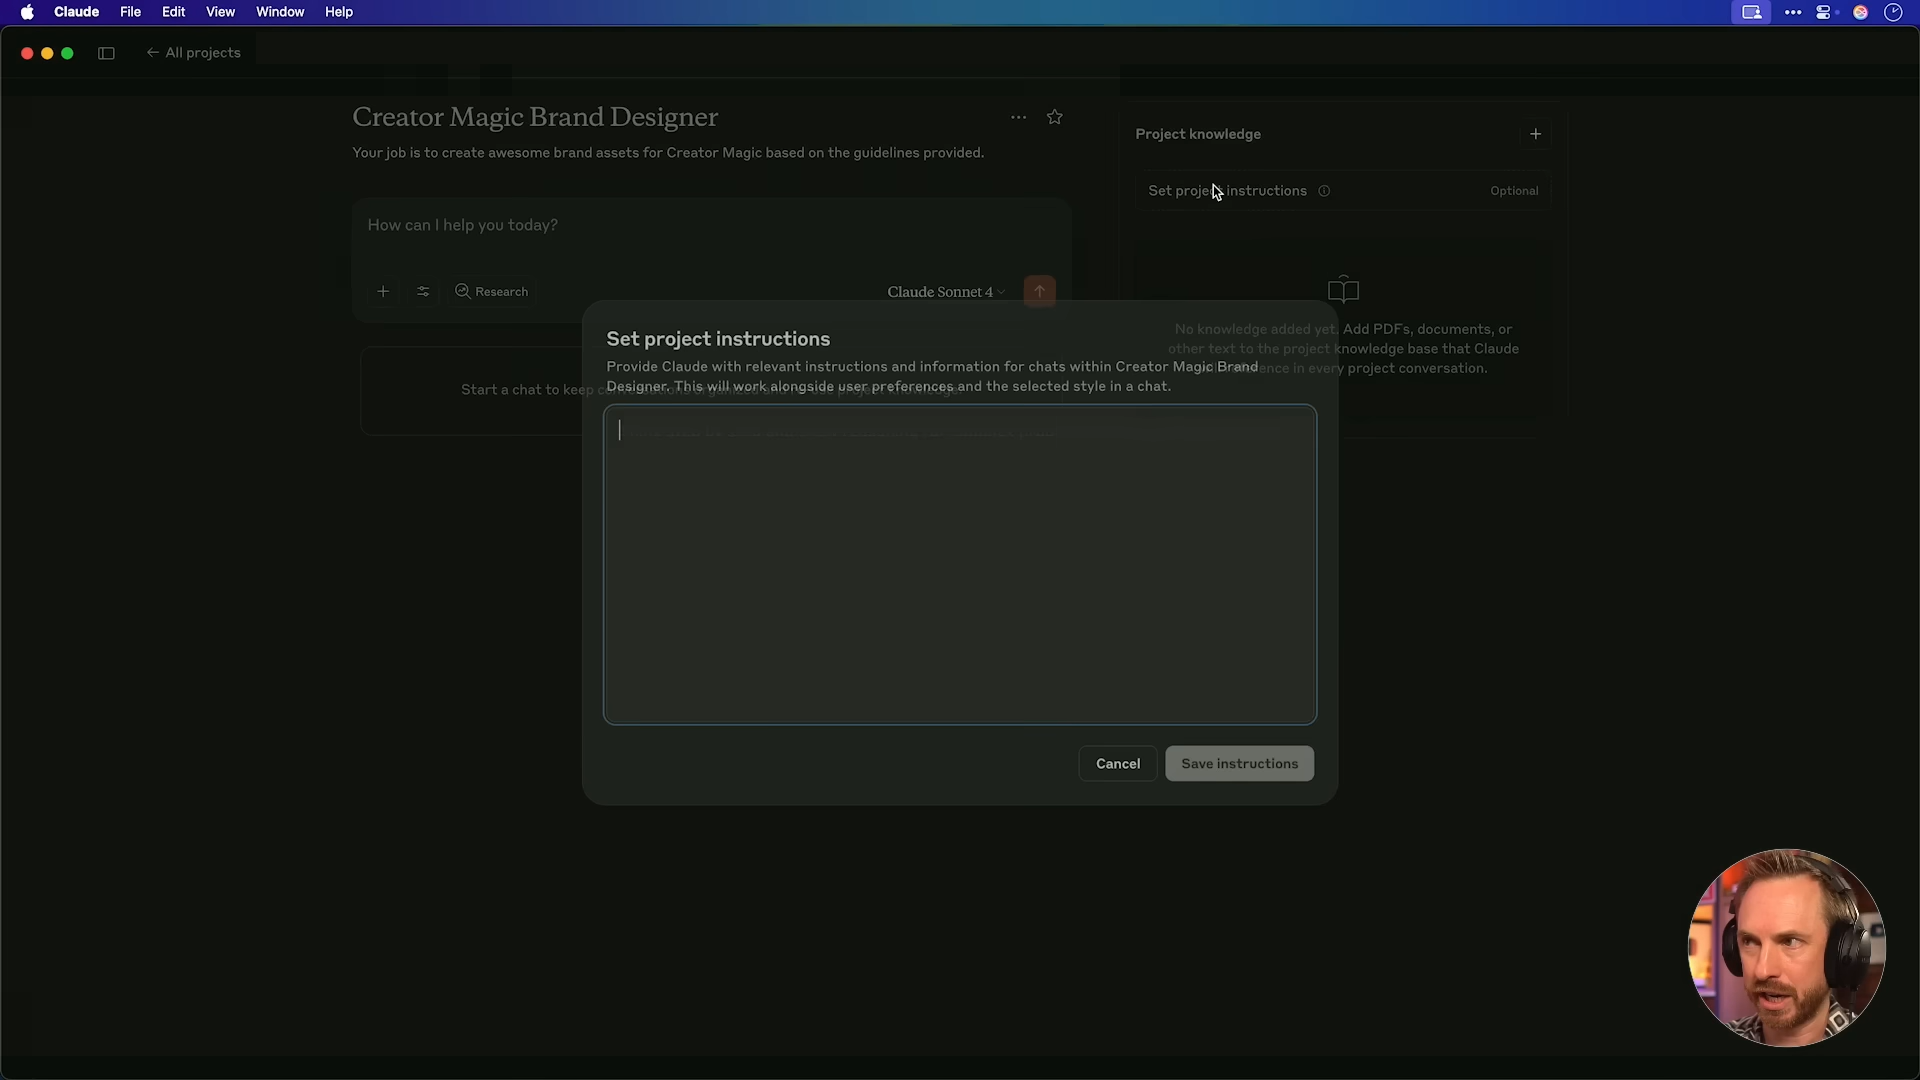 Claude
File
Edit
View
Window
Help
← All projects
Creator Magic Brand Designer
Your job is to create awesome brand assets for Creator Magic based on the guidelines provided.
How can I help you today?
Research
Claude Sonnet 4
Project knowledge
Set project instructions
Optional
No knowledge added yet. Add PDFs, documents, or
other text to the project knowledge base that Claude
reference in every project conversation.
Start a chat to keep
Set project instructions
Provide Claude with relevant instructions and information for chats within Creator Magic Brand
Designer. This will work alongside user preferences and the selected style in a chat.
Cancel
Save instructions